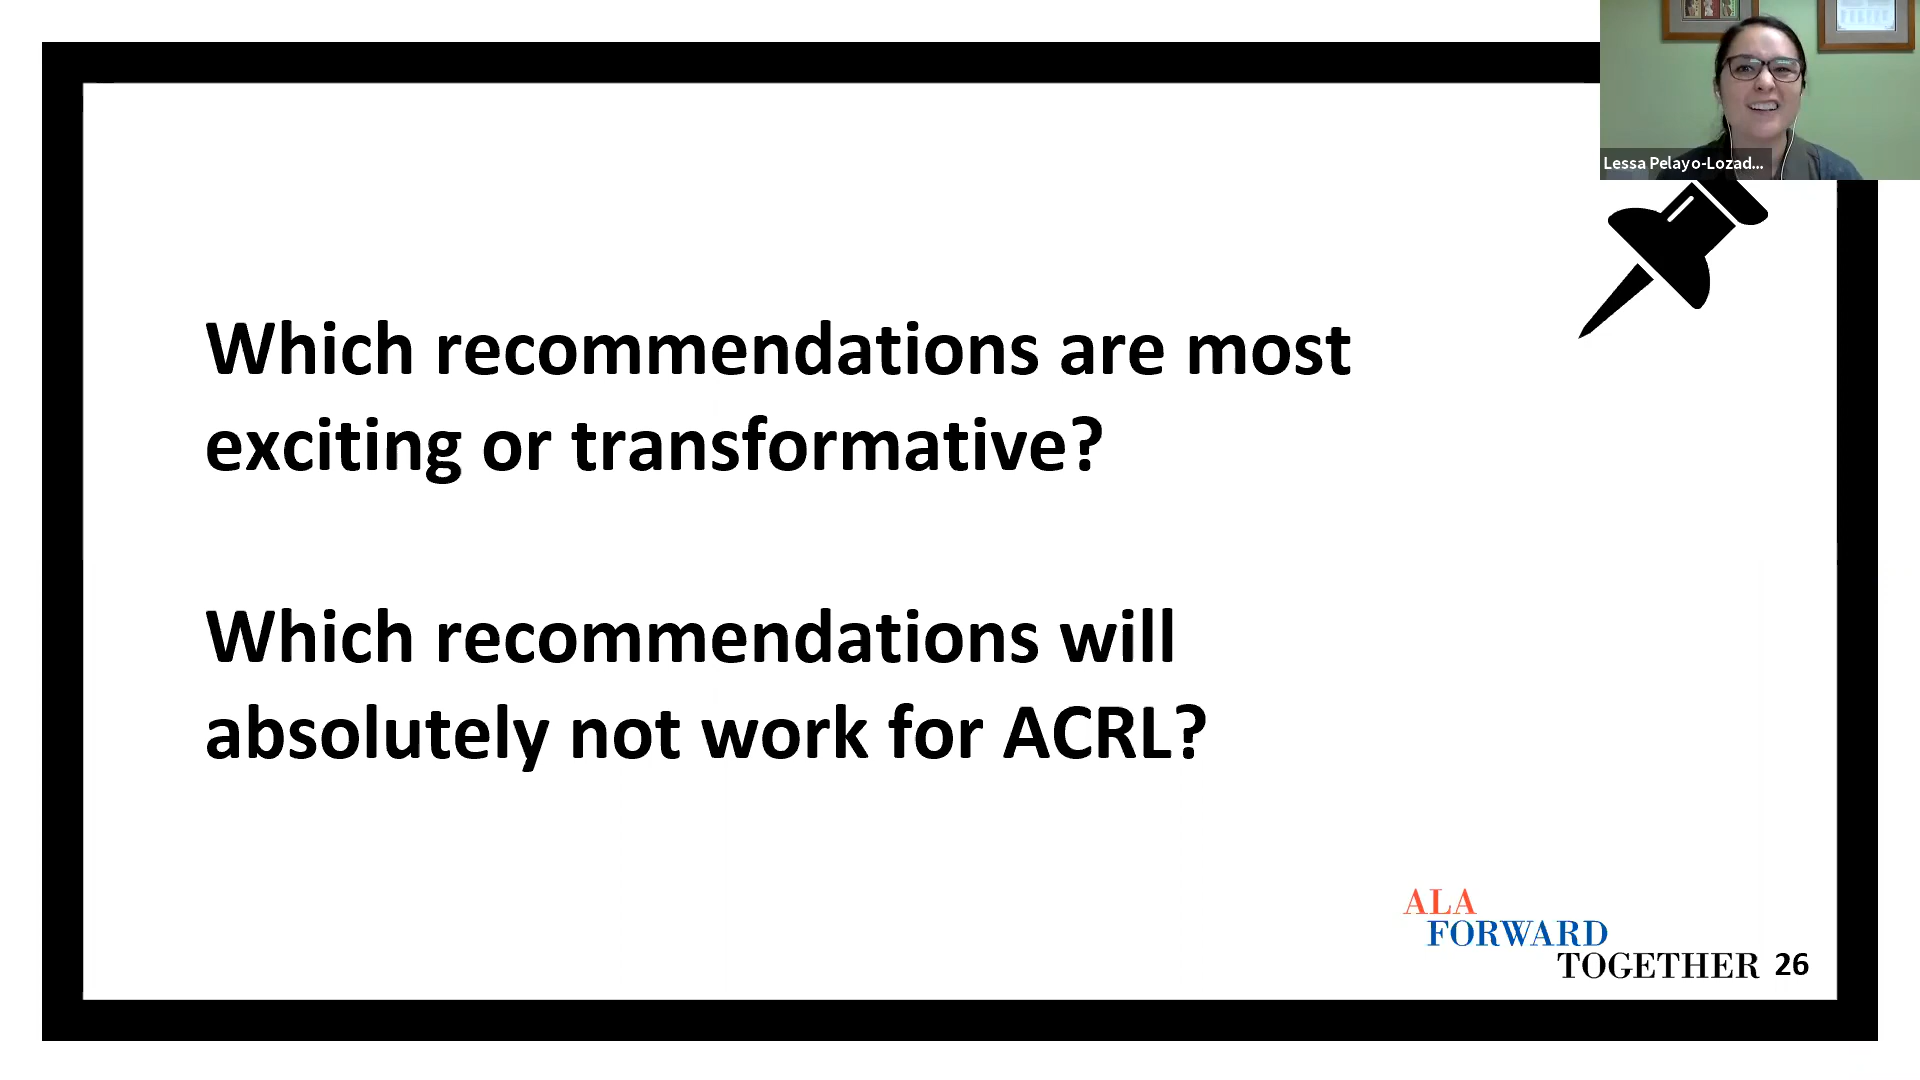 Lessa Pelayo-Lozad...
Which recommendations are most
exciting or transformative?
Which recommendations will
absolutely not work for ACRL?
ALA
FORWARD
TOGETHER 26